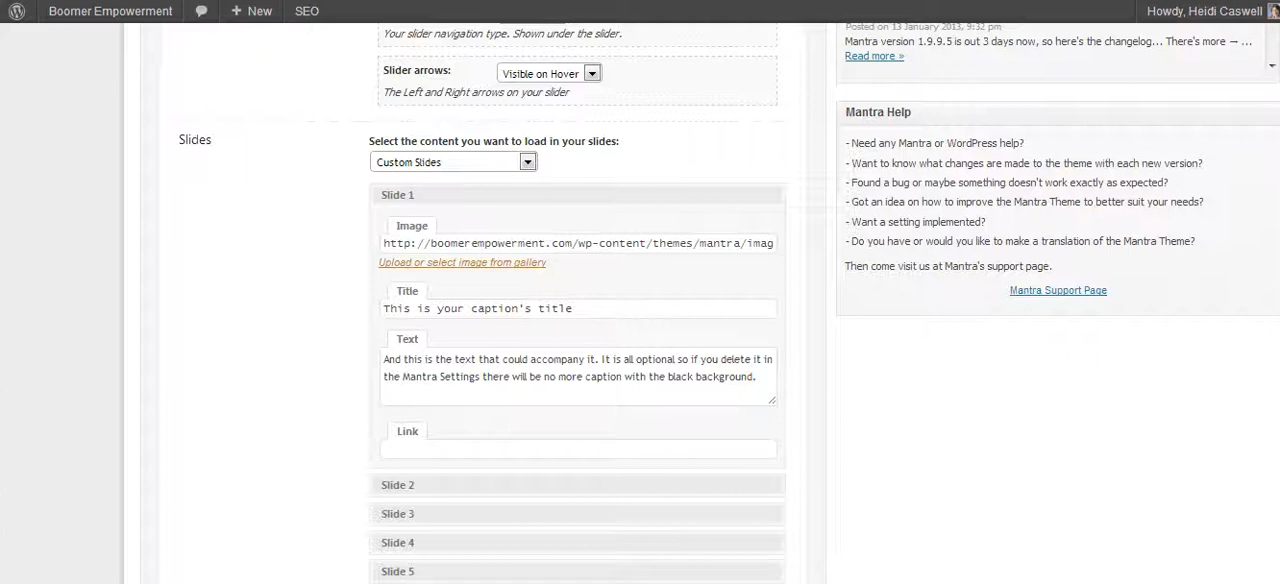 Boomer Empowerment + New SEO Howdy, Heidi Caswell
Your slider navigation type. Shown under the slider.
Slider arrows: Visible on Hover
The Left and Right arrows on your slider
Slides
Select the content you want to load in your slides:
Custom Slides
Slide 1
Image
http://boomerempowerment.com/wp-content/themes/mantra/imag
Upload or select image from gallery
Title
This is your caption's title
Text
And this is the text that could accompany it. It is all optional so if you delete it in
the Mantra Settings there will be no more caption with the black background.
Link
Slide 2
Slide 3
Slide 4
Slide 5
Posted on 13 January 2013, 9:32 pm
Mantra version 1.9.9.5 is out 3 days now, so here's the changelog... There's more → ...
Read more »
Mantra Help
- Need any Mantra or WordPress help?
- Want to know what changes are made to the theme with each new version?
- Found a bug or maybe something doesn't work exactly as expected?
- Got an idea on how to improve the Mantra Theme to better suit your needs?
- Want a setting implemented?
- Do you have or would you like to make a translation of the Mantra Theme?
Then come visit us at Mantra's support page.
Mantra Support Page